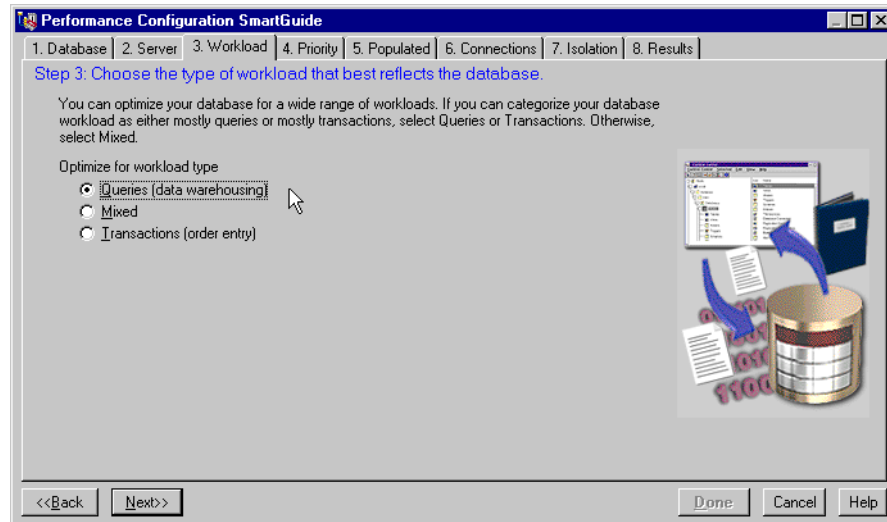 Performance Configuration SmartGuide
1. Database 2. Server 3. Workload 4. Priority 5. Populated 6. Connections 7. Isolation 8. Results
Step 3: Choose the type of workload that best reflects the database.
You can optimize your database for a wide range of workloads. If you can categorize your database
workload as either mostly queries or mostly transactions, select Queries or Transactions. Otherwise,
select Mixed.
Optimize for workload type
Queries (data warehousing)
Mixed
Transactions (order entry)
<<Back Next>> Done Cancel Help